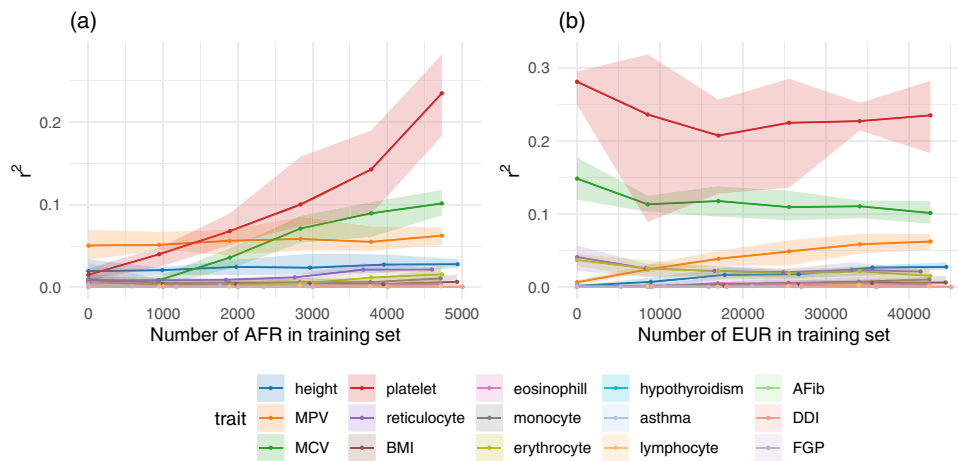 (a)
(b)
r²
0.2
0.1
0.0
0
1000
2000
3000
4000
5000
Number of AFR in training set
r²
0.3
0.2
0.1
0.0
0
10000
20000
30000
40000
Number of EUR in training set
trait
height
platelet
eosinophill
hypothyroidism
AFib
MPV
reticulocyte
monocyte
asthma
DDI
MCV
BMI
erythrocyte
lymphocyte
FGP